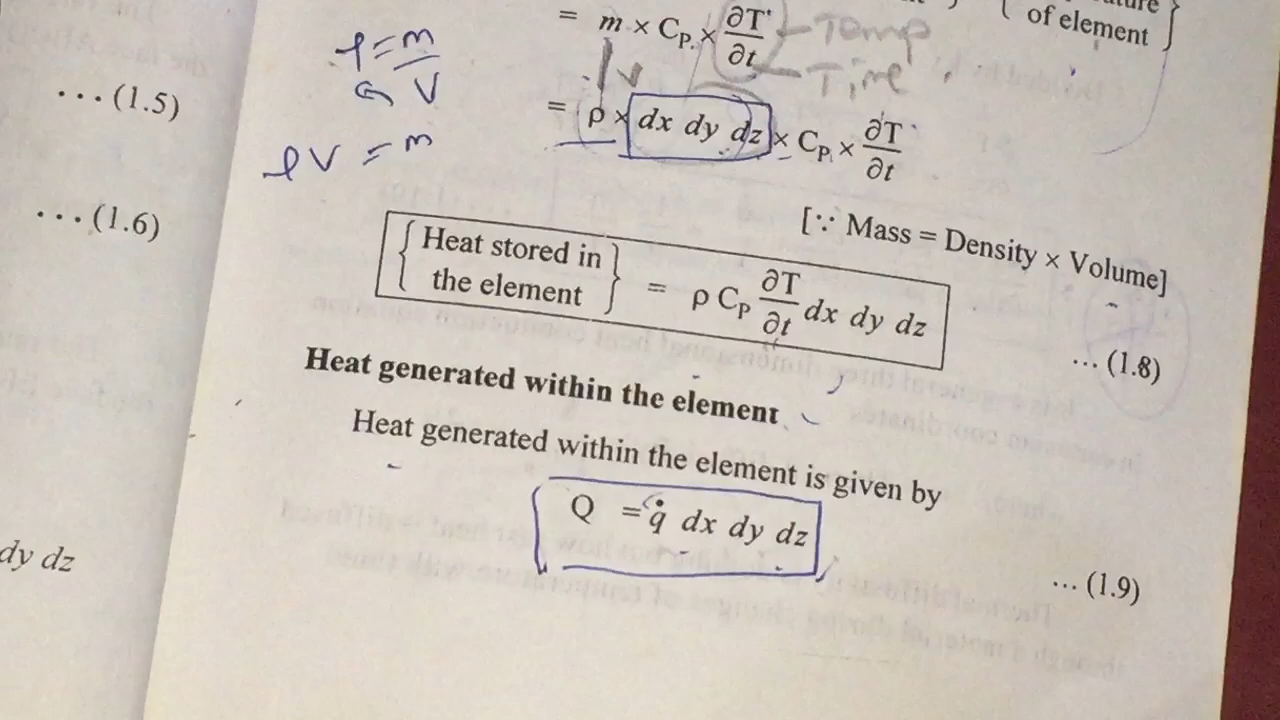 … (1.5)
… (1.6)
dy dz
of element
= m × C_P × ∂T/∂t
Temp
Time
ρ = m/V
ρV = m
V
= ρ × dx dy dz × C_P × ∂T/∂t
[∵ Mass = Density × Volume]
{Heat stored in
the element} = ρ C_P ∂T/∂t dx dy dz
… (1.8)
Heat generated within the element
Heat generated within the element is given by
Q = q̇ dx dy dz
… (1.9)